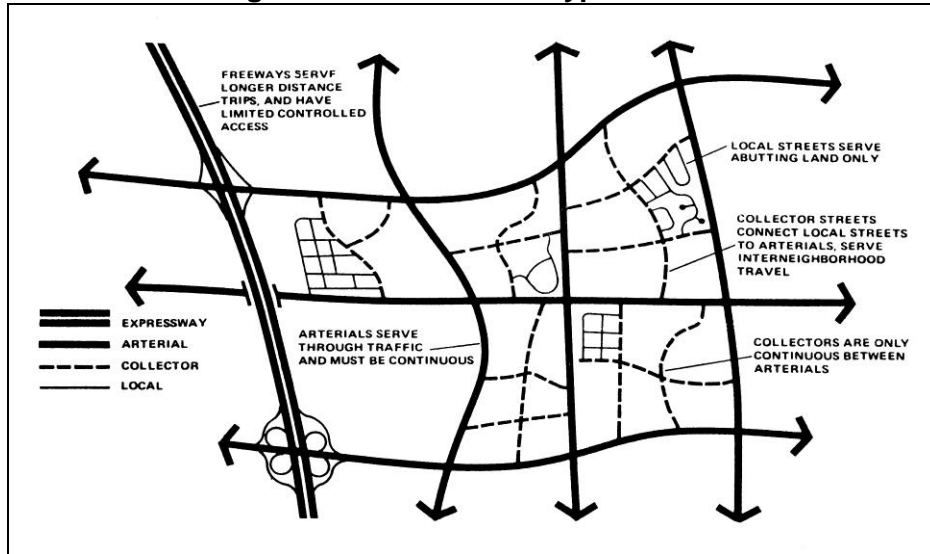 FREEWAYS SERVE
LONGER DISTANCE
TRIPS, AND HAVE
LIMITED CONTROLLED
ACCESS
LOCAL STREETS SERVE
ABUTTING LAND ONLY
COLLECTOR STREETS
CONNECT LOCAL STREETS
TO ARTERIALS, SERVE
INTERNEIGHBORHOOD
TRAVEL
EXPRESSWAY
ARTERIAL
COLLECTOR
LOCAL
ARTERIALS SERVE
THROUGH TRAFFIC
AND MUST BE CONTINUOUS
COLLECTORS ARE ONLY
CONTINUOUS BETWEEN
ARTERIALS